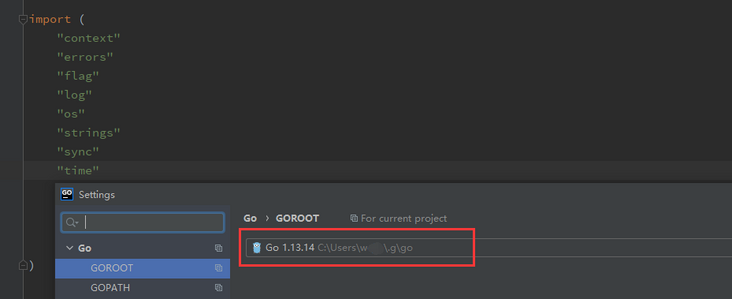 import (
"context"
"errors"
"flag"
"log"
"os"
"strings"
"sync"
"time"
)
GO Settings
Go › GOROOT For current project
Go
Go 1.13.14 C:\Users\w \.g\go
GOROOT
GOPATH